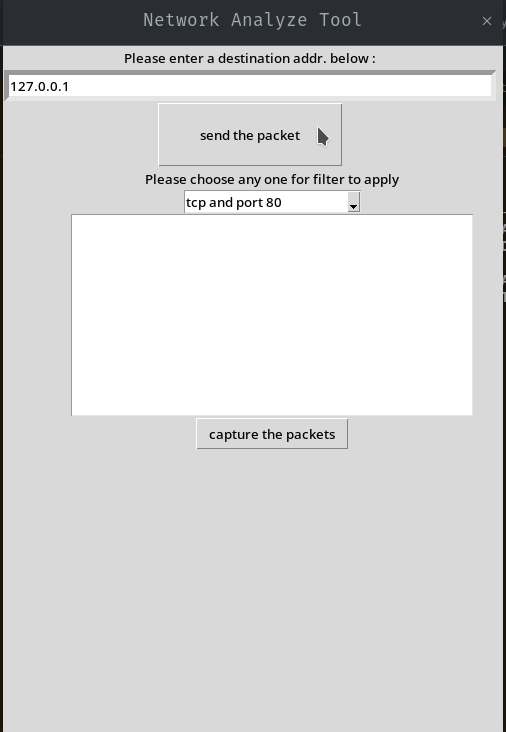 Network Analyze Tool
Please enter a destination addr. below :
127.0.0.1
send the packet
Please choose any one for filter to apply
tcp and port 80
capture the packets